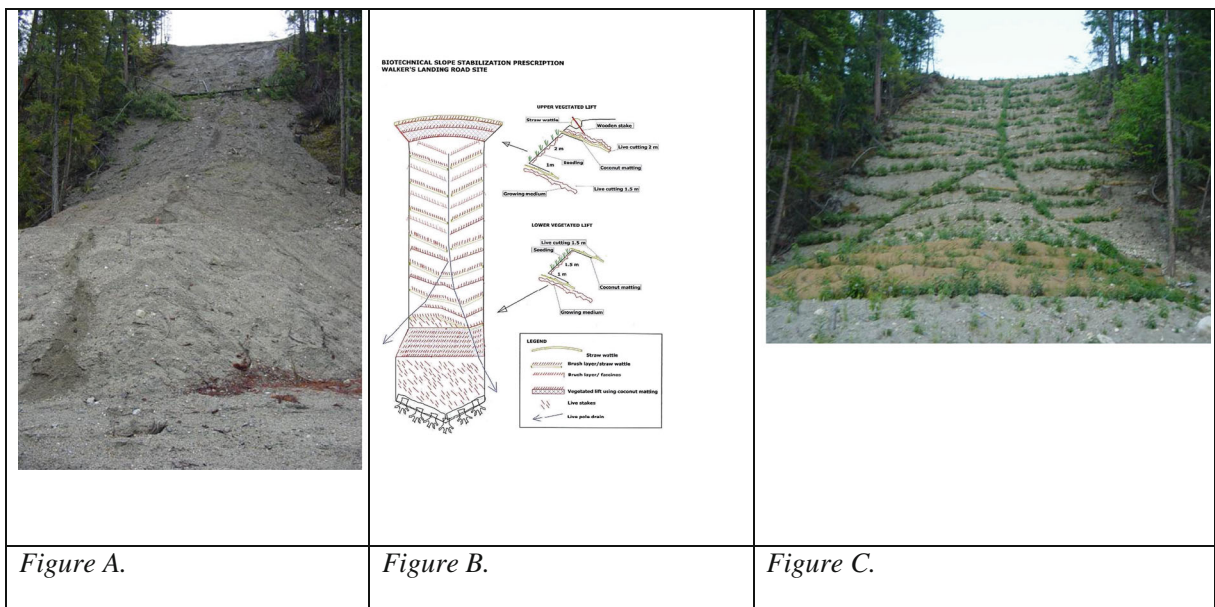 BIOTECHNICAL SLOPE STABILIZATION PRESCRIPTION
WALKER'S LANDING ROAD SITE
UPPER VEGETATED LIFT
Straw wattle
Wooden stake
Live cutting 2 m
2 m
Seeding
Coconut matting
1m
Growing medium
Live cutting 1.5 m
LOWER VEGETATED LIFT
Live cutting 1.5 m
Seeding
1.5 m
Coconut matting
1 m
Growing medium
LEGEND
Straw wattle
Brush layer/straw wattle
Brush layer/ fascines
Vegetated lift using coconut matting
Live stakes
Live pole drain
Figure A.
Figure B.
Figure C.